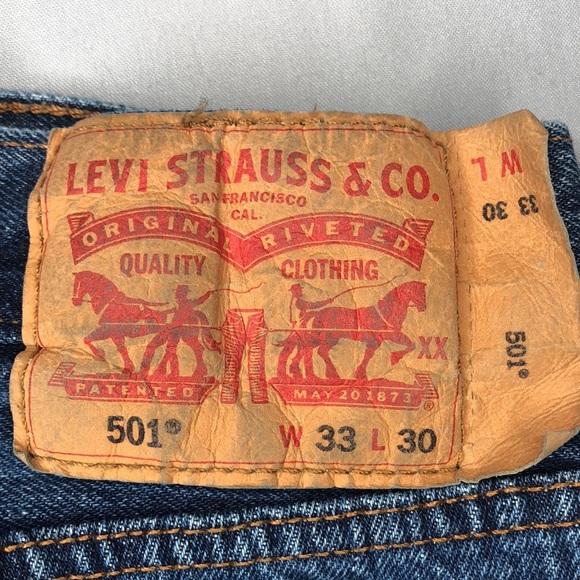 LEVI STRAUSS & CO.
SAN FRANCISCO
CAL.
ORIGINAL RIVETED
QUALITY CLOTHING
XX
PATENTED MAY 20 1873 ®
501® W 33 L 30
W L
33 30
501®